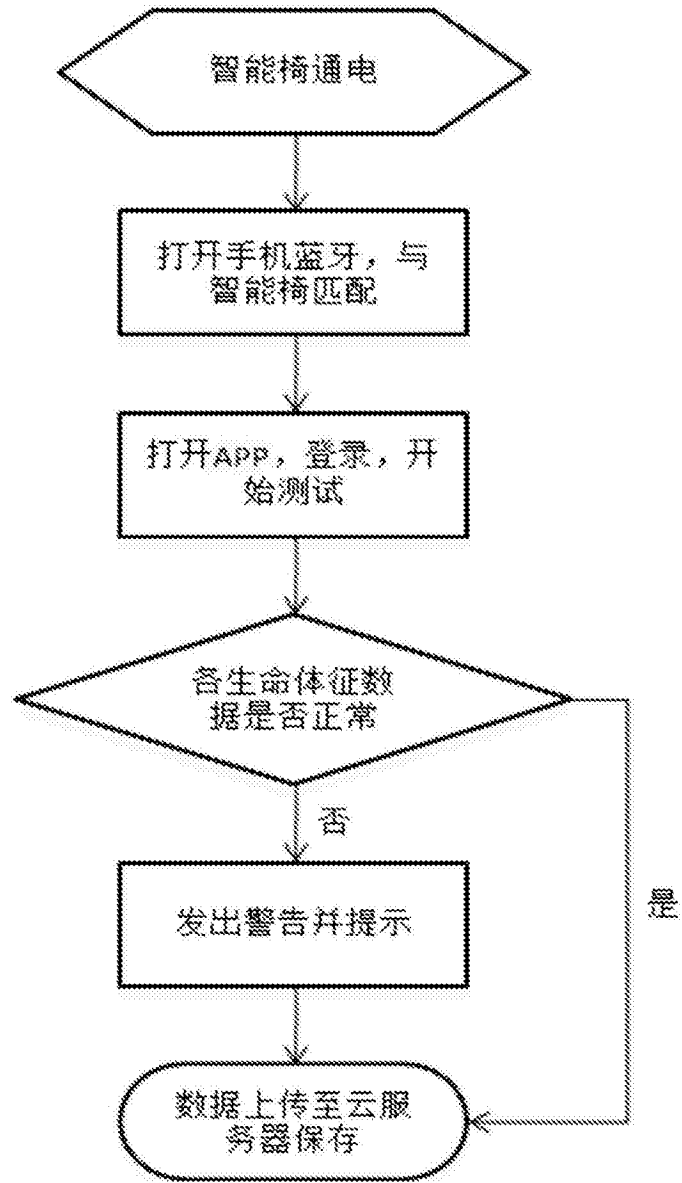 智能椅通电
打开手机蓝牙，与
智能椅匹配
打开APP，登录，开
始测试
各生命体征数
据是否正常
否
发出警告并提示
是
数据上传至云服
务器保存